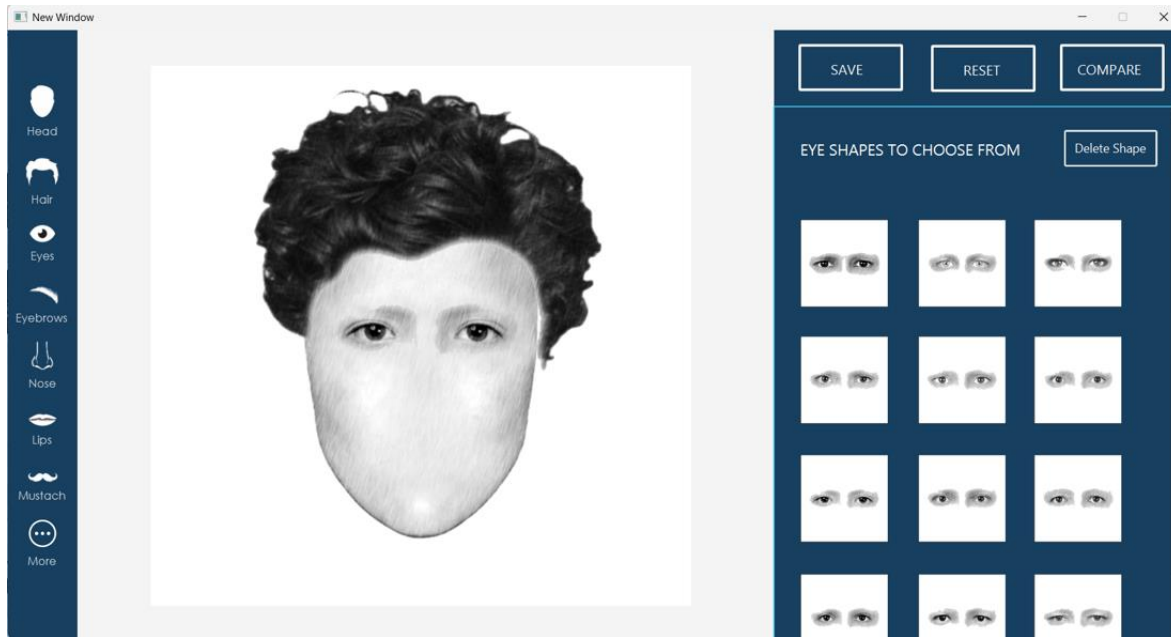 New Window
Head
Hair
Eyes
Eyebrows
Nose
Lips
Mustach
More
SAVE
RESET
COMPARE
EYE SHAPES TO CHOOSE FROM
Delete Shape